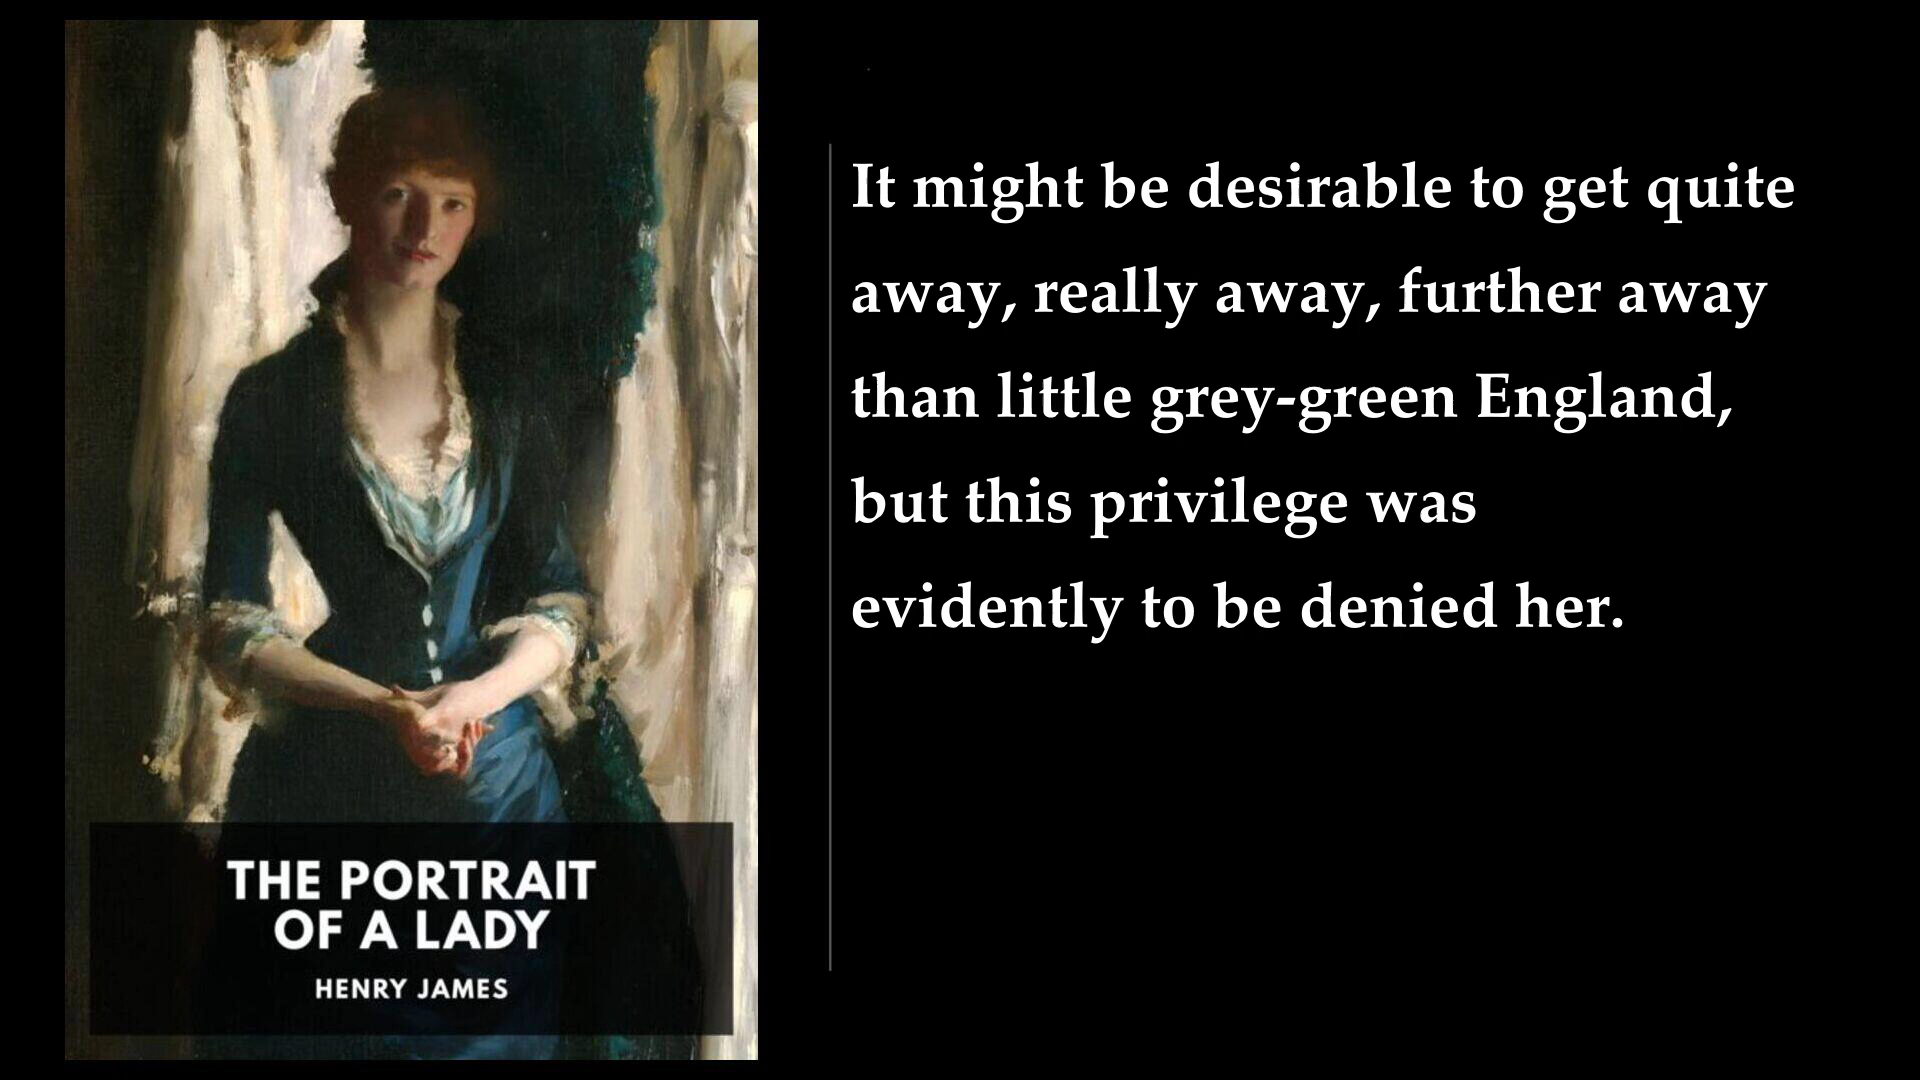 It might be desirable to get quite
away, really away, further away
than little grey-green England,
but this privilege was
evidently to be denied her.
THE PORTRAIT
OF A LADY
HENRY JAMES